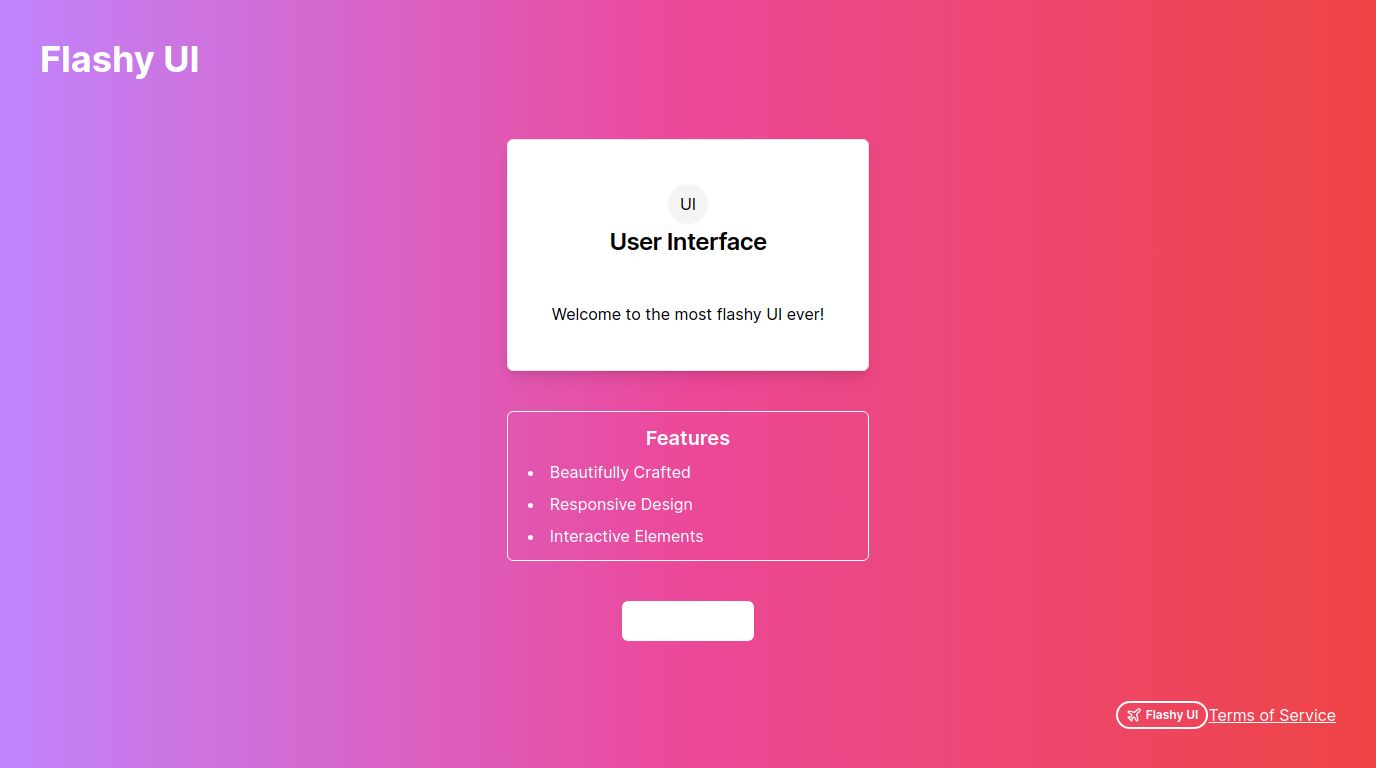 Flashy UI
UI
User Interface
Welcome to the most flashy UI ever!
Features
Beautifully Crafted
Responsive Design
Interactive Elements
Flashy UI
Terms of Service